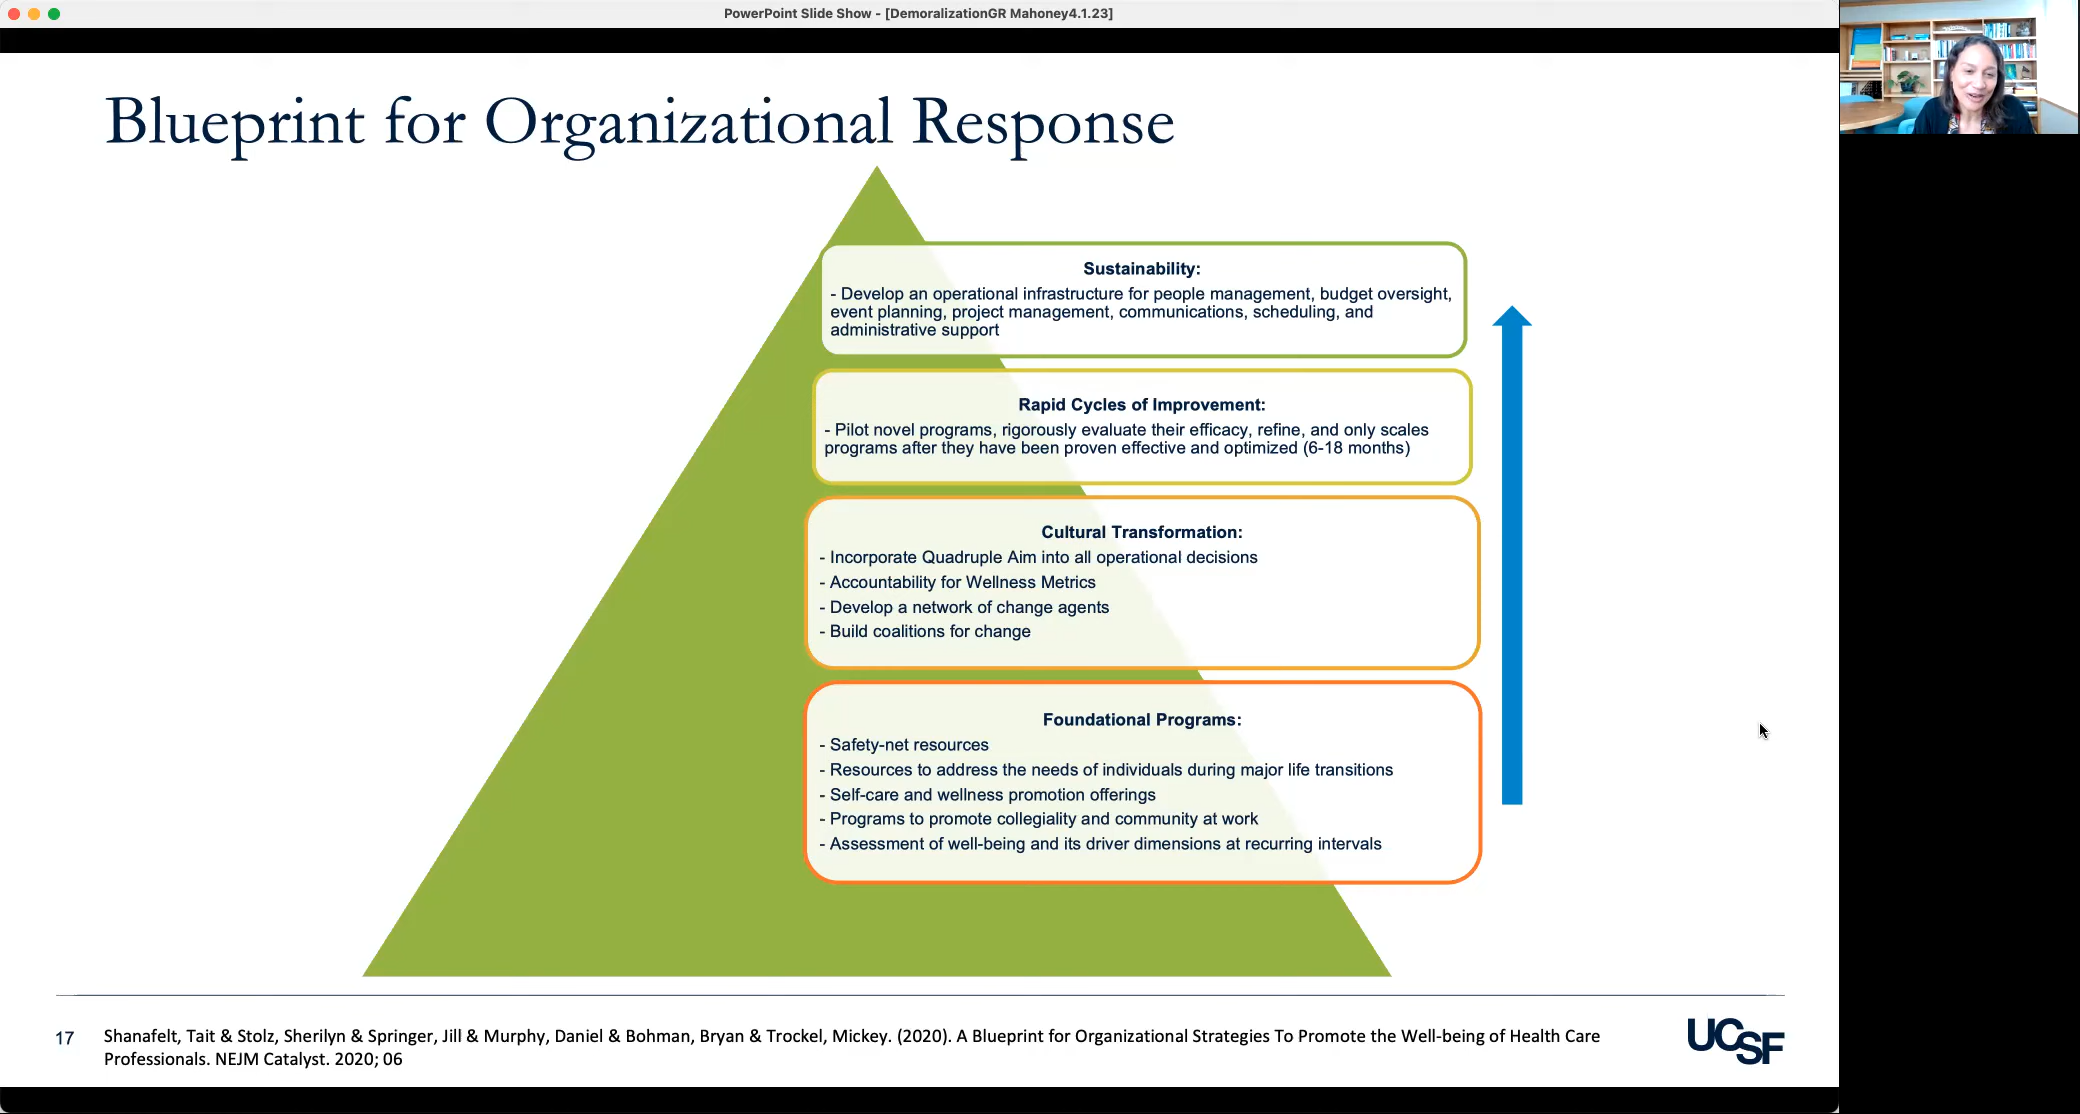 PowerPoint Slide Show - [DemoralizationGR Mahoney4.1.23]
Blueprint for Organizational Response
Sustainability:
- Develop an operational infrastructure for people management, budget oversight,
event planning, project management, communications, scheduling, and
administrative support
Rapid Cycles of Improvement:
- Pilot novel programs, rigorously evaluate their efficacy, refine, and only scales
programs after they have been proven effective and optimized (6-18 months)
Cultural Transformation:
- Incorporate Quadruple Aim into all operational decisions
- Accountability for Wellness Metrics
- Develop a network of change agents
- Build coalitions for change
Foundational Programs:
- Safety-net resources
- Resources to address the needs of individuals during major life transitions
- Self-care and wellness promotion offerings
- Programs to promote collegiality and community at work
- Assessment of well-being and its driver dimensions at recurring intervals
17
Shanafelt, Tait & Stolz, Sherilyn & Springer, Jill & Murphy, Daniel & Bohman, Bryan & Trockel, Mickey. (2020). A Blueprint for Organizational Strategies To Promote the Well-being of Health Care
Professionals. NEJM Catalyst. 2020; 06
UCSF